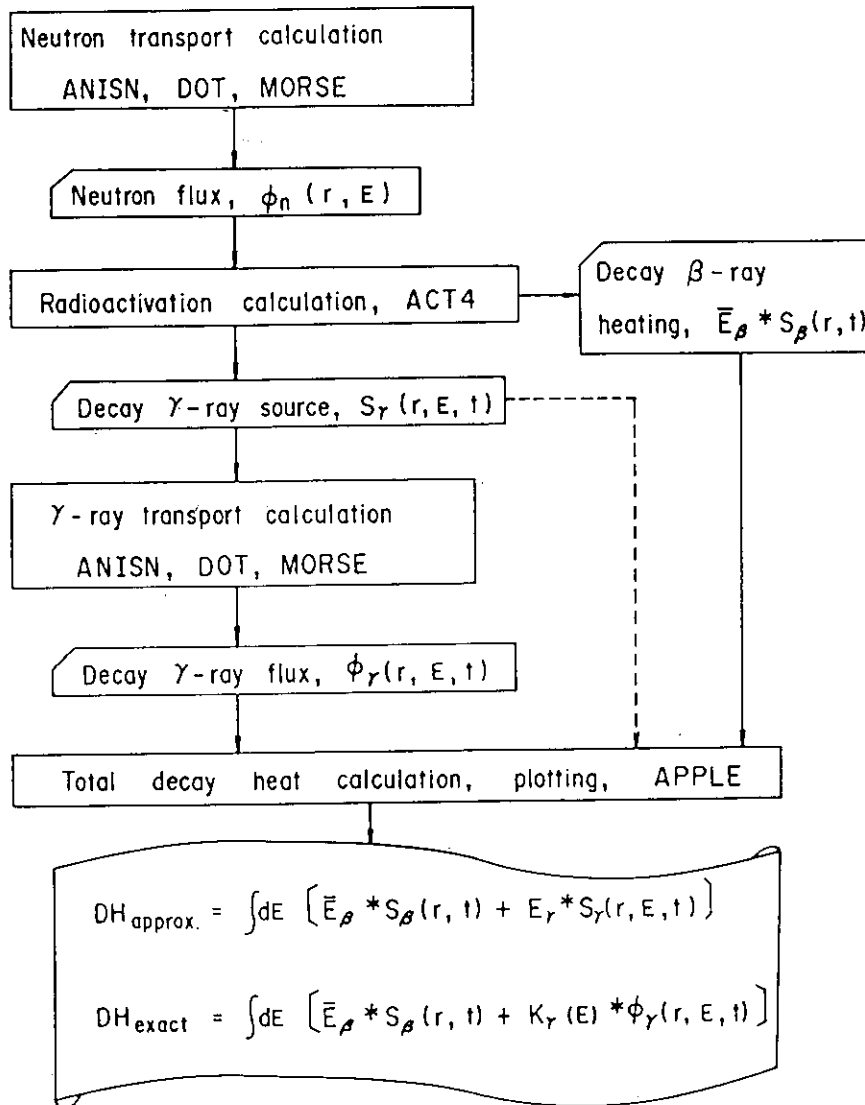 Neutron transport calculation
ANISN, DOT, MORSE
Neutron flux, ϕn (r, E)
Radioactivation calculation, ACT4
Decay β-ray
heating, Ēβ * Sβ(r, t)
Decay γ-ray source, Sγ (r, E, t)
γ-ray transport calculation
ANISN, DOT, MORSE
Decay γ-ray flux, ϕγ(r, E, t)
Total decay heat calculation, plotting, APPLE
DHapprox. = ∫dE [Ēβ *Sβ(r, t) + Eγ*Sγ(r, E, t)]
DHexact = ∫dE [Ēβ *Sβ(r, t) + Kγ (E) *ϕγ(r, E, t)]